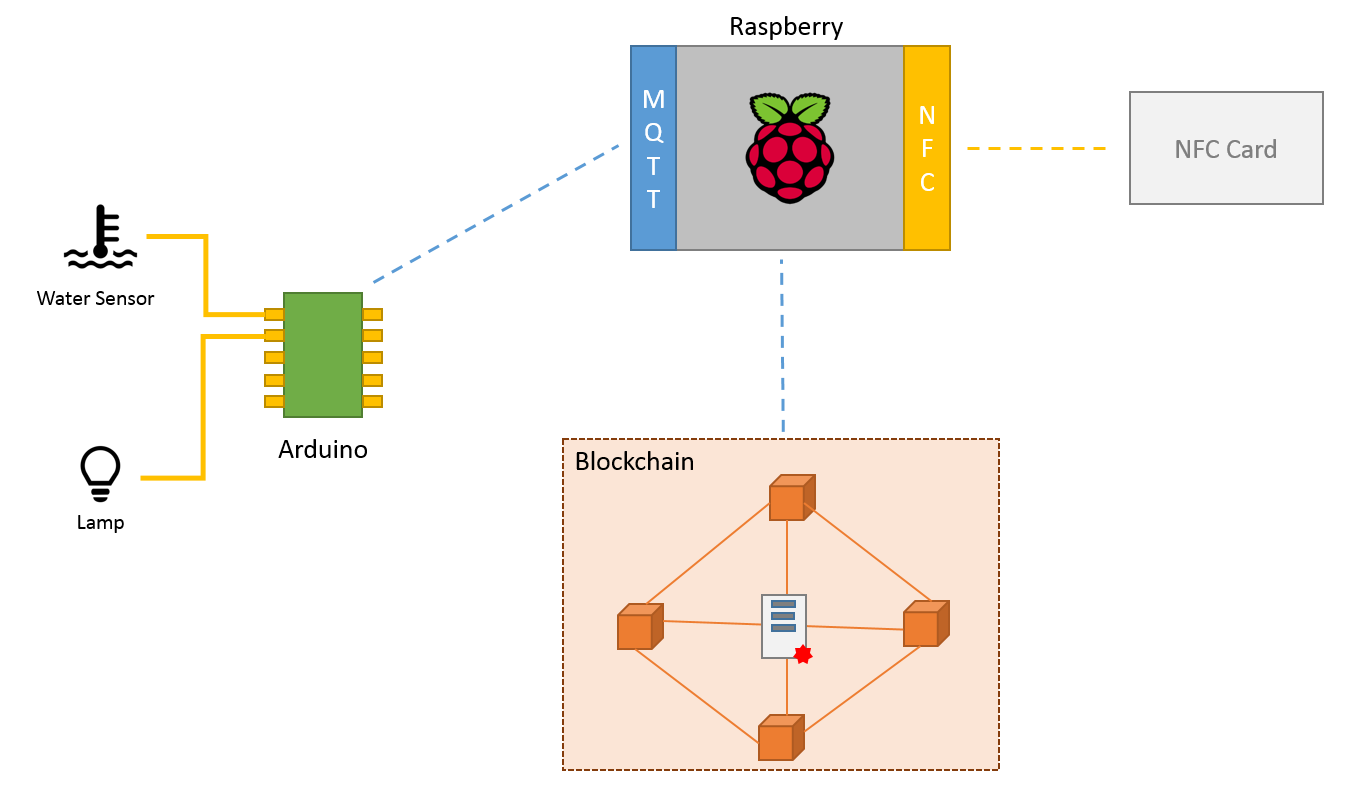 Raspberry
M
Q
T
T
N
F
C
NFC Card
Water Sensor
Arduino
Lamp
Blockchain